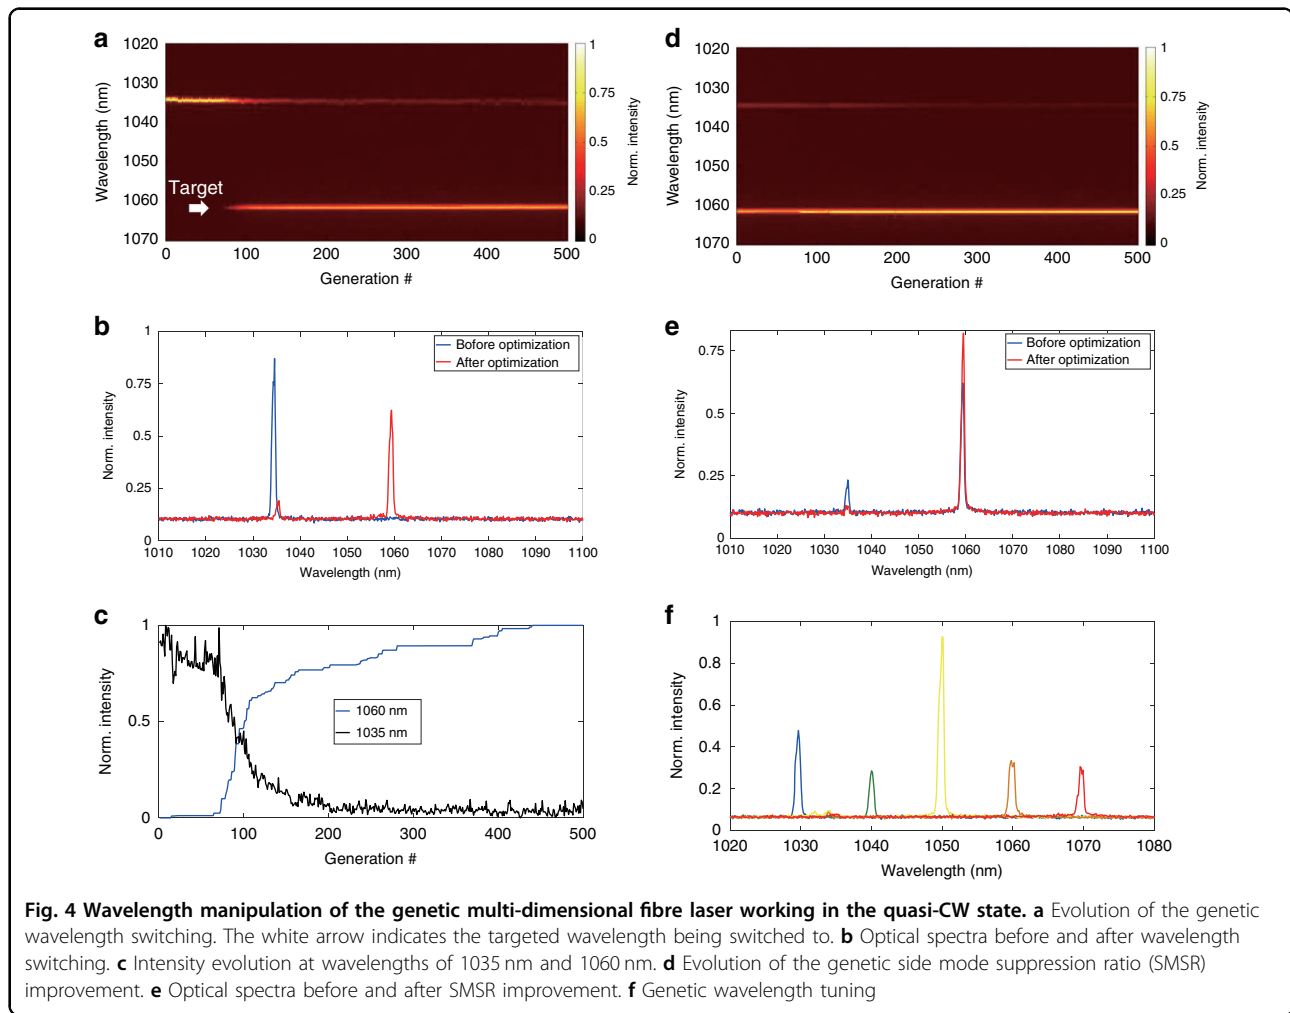 a
1020
1030
1040
1050
1060
1070
Wavelength (nm)
Target
0 100 200 300 400 500
Generation #
1
0.75
0.5
0.25
0
Norm. intensity
d
1020
1030
1040
1050
1060
1070
Wavelength (nm)
0 100 200 300 400 500
Generation #
1
0.75
0.5
0.25
0
Norm. intensity
b
1
0.75
0.5
0.25
0
Norm. intensity
Bofore optimization
After optimization
1010 1020 1030 1040 1050 1060 1070 1080 1090 1100
Wavelength (nm)
e
0.75
0.5
0.25
0
Norm. intensity
Bofore optimization
After optimization
1010 1020 1030 1040 1050 1060 1070 1080 1090 1100
Wavelength (nm)
c
1
0.5
0
Norm. intensity
1060 nm
1035 nm
0 100 200 300 400 500
Generation #
f
1
0.8
0.6
0.4
0.2
0
Norm. intensity
1020 1030 1040 1050 1060 1070 1080
Wavelength (nm)
Fig. 4 Wavelength manipulation of the genetic multi-dimensional fibre laser working in the quasi-CW state. a Evolution of the genetic
wavelength switching. The white arrow indicates the targeted wavelength being switched to. b Optical spectra before and after wavelength
switching. c Intensity evolution at wavelengths of 1035 nm and 1060 nm. d Evolution of the genetic side mode suppression ratio (SMSR)
improvement. e Optical spectra before and after SMSR improvement. f Genetic wavelength tuning